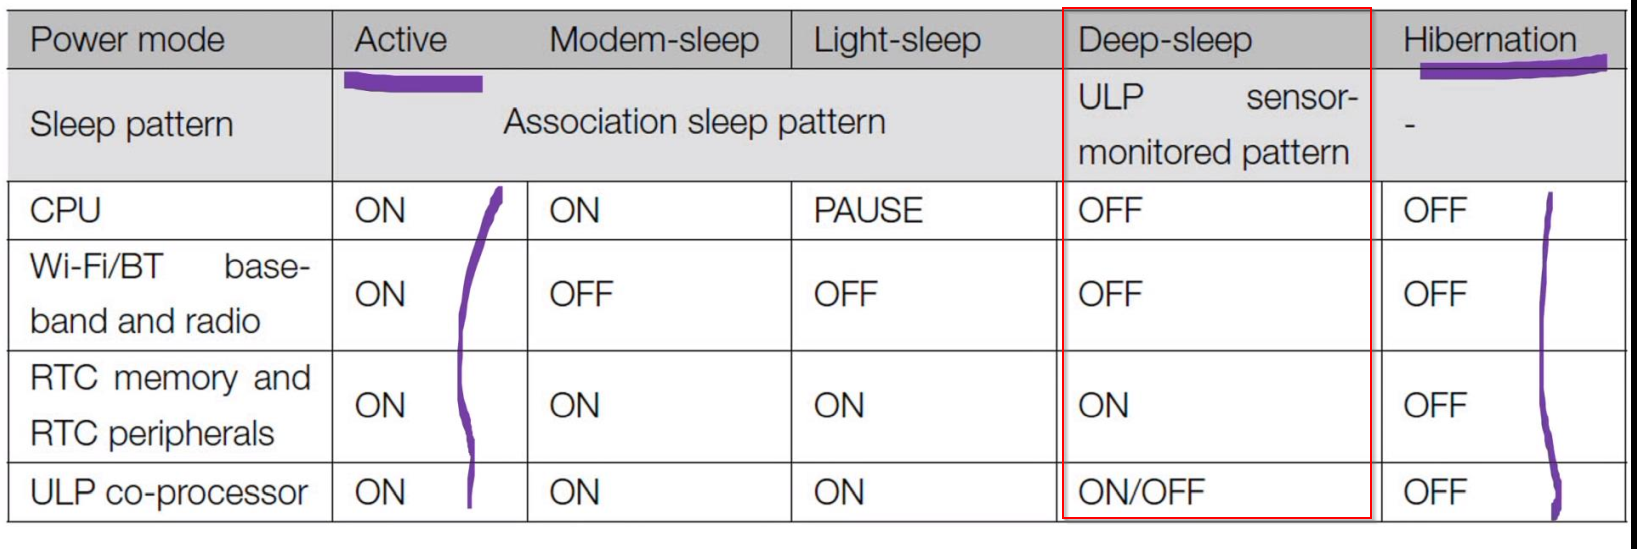 Power mode Active Modem-sleep Light-sleep Deep-sleep Hibernation
Sleep pattern Association sleep pattern ULP sensor-
monitored pattern -
CPU ON ON PAUSE OFF OFF
Wi-Fi/BT base-
band and radio ON OFF OFF OFF OFF
RTC memory and
RTC peripherals ON ON ON ON OFF
ULP co-processor ON ON ON ON/OFF OFF